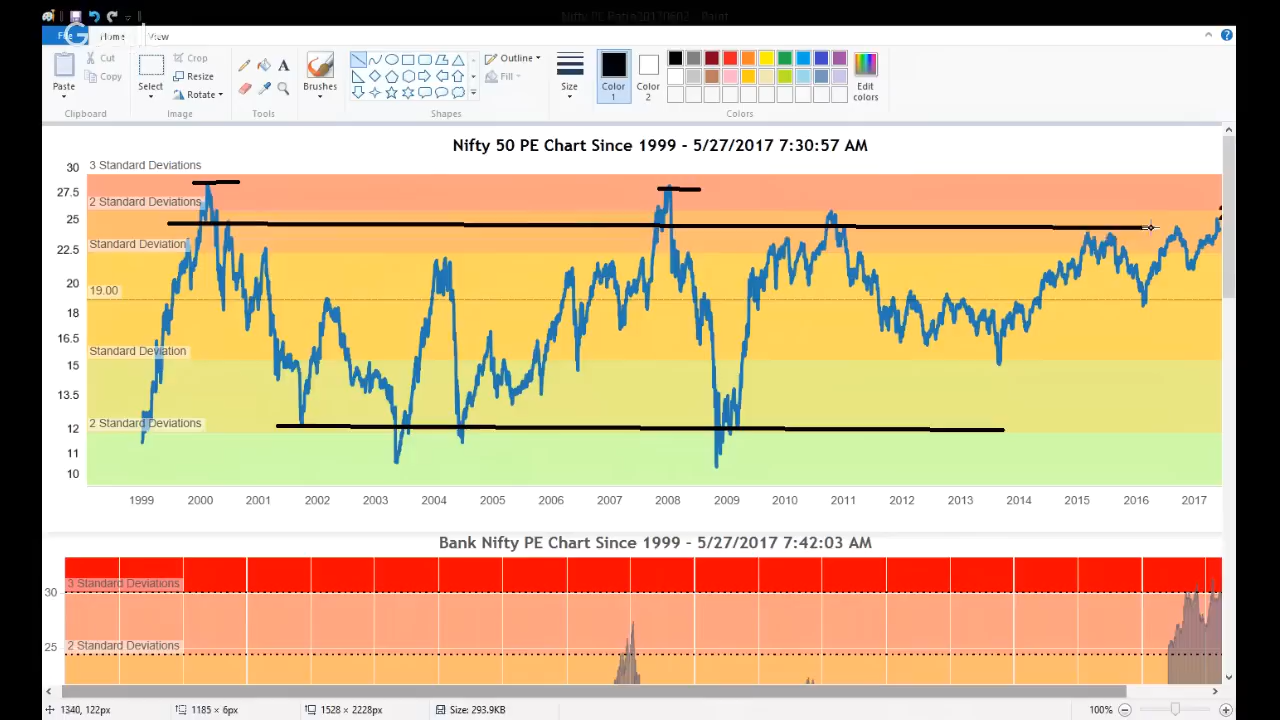 Nifty PE Ratio20170602 - Paint
File Home View
Paste
Cut
Copy
Clipboard
Select
Crop
Resize
Rotate
Image
A
Tools
Brushes
Outline
Fill
Shapes
Size
Color
1
Color
2
Edit
colors
Colors
Nifty 50 PE Chart Since 1999 - 5/27/2017 7:30:57 AM
30
27.5
25
22.5
20
18
16.5
15
13.5
12
11
10
3 Standard Deviations
2 Standard Deviations
Standard Deviation
19.00
Standard Deviation
2 Standard Deviations
1999 2000 2001 2002 2003 2004 2005 2006 2007 2008 2009 2010 2011 2012 2013 2014 2015 2016 2017
Bank Nifty PE Chart Since 1999 - 5/27/2017 7:42:03 AM
3 Standard Deviations
30
2 Standard Deviations
25
1340, 122px
1185 × 6px
1528 × 2228px
Size: 293.9KB
100%